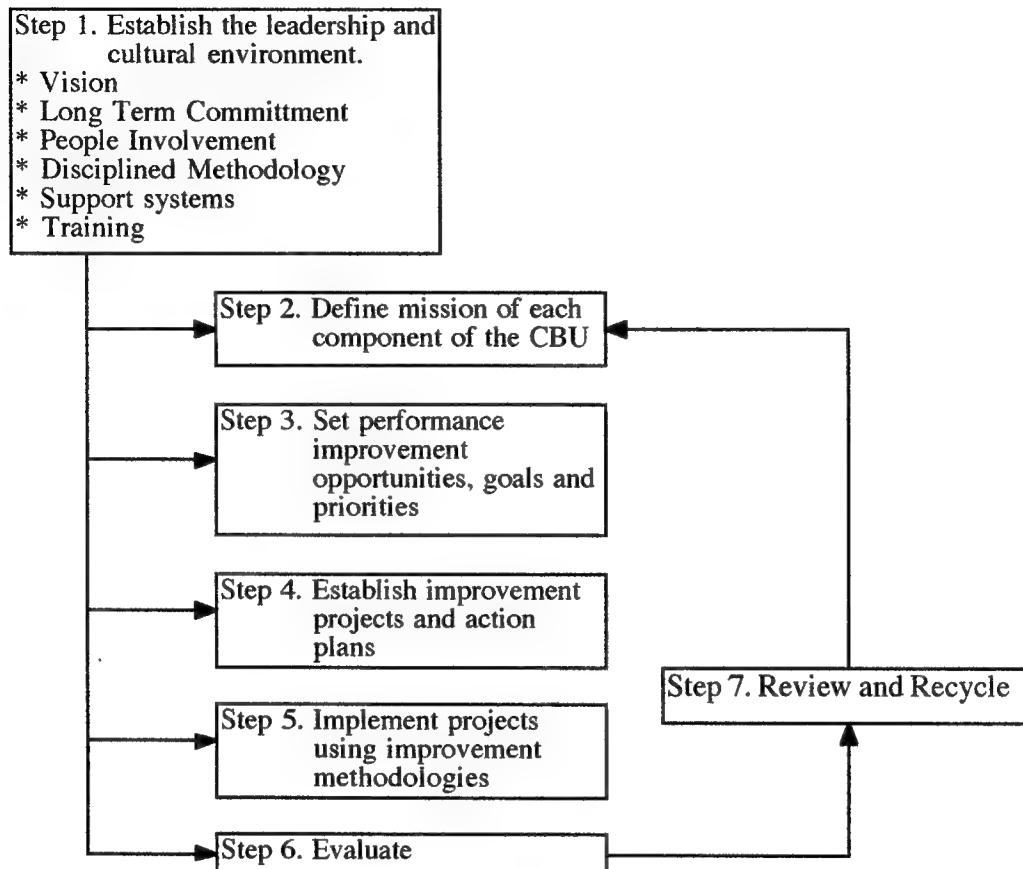 Step 1. Establish the leadership and
cultural environment.
* Vision
* Long Term Committment
* People Involvement
* Disciplined Methodology
* Support systems
* Training
Step 2. Define mission of each
component of the CBU
Step 3. Set performance
improvement
opportunities, goals and
priorities
Step 4. Establish improvement
projects and action
plans
Step 5. Implement projects
using improvement
methodologies
Step 6. Evaluate
Step 7. Review and Recycle